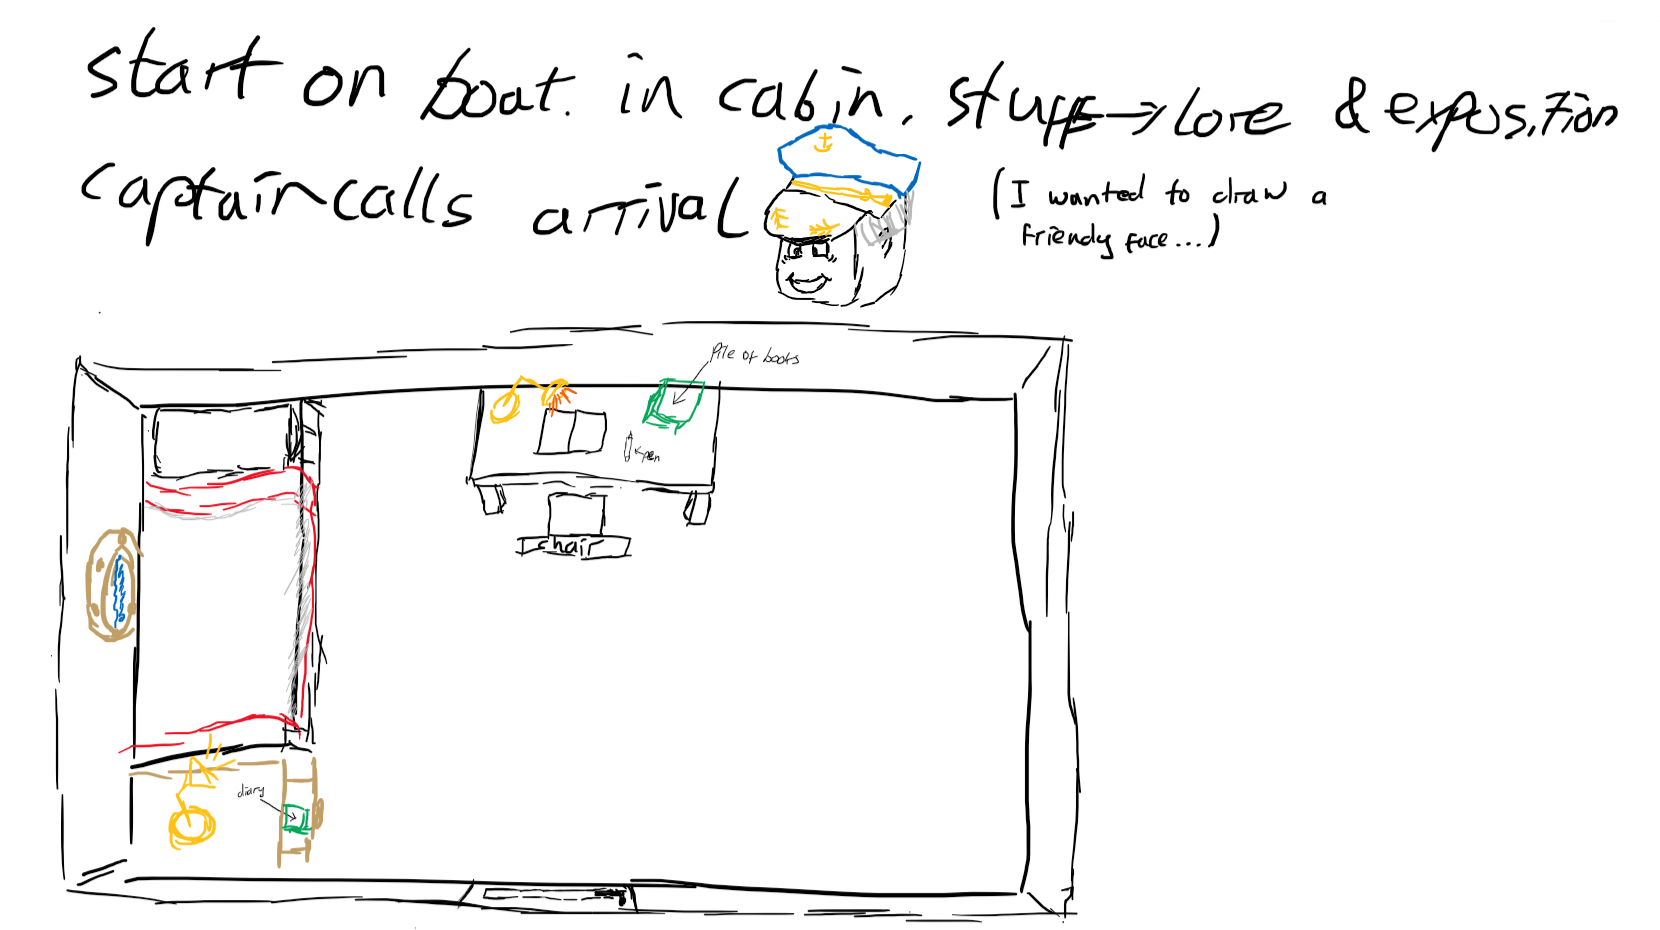 start on boat. in cabin. stuff → Lore & exposition
captain calls arrival
(I wanted to draw a
friendly face...)
Pile of books
pen
chair
diary